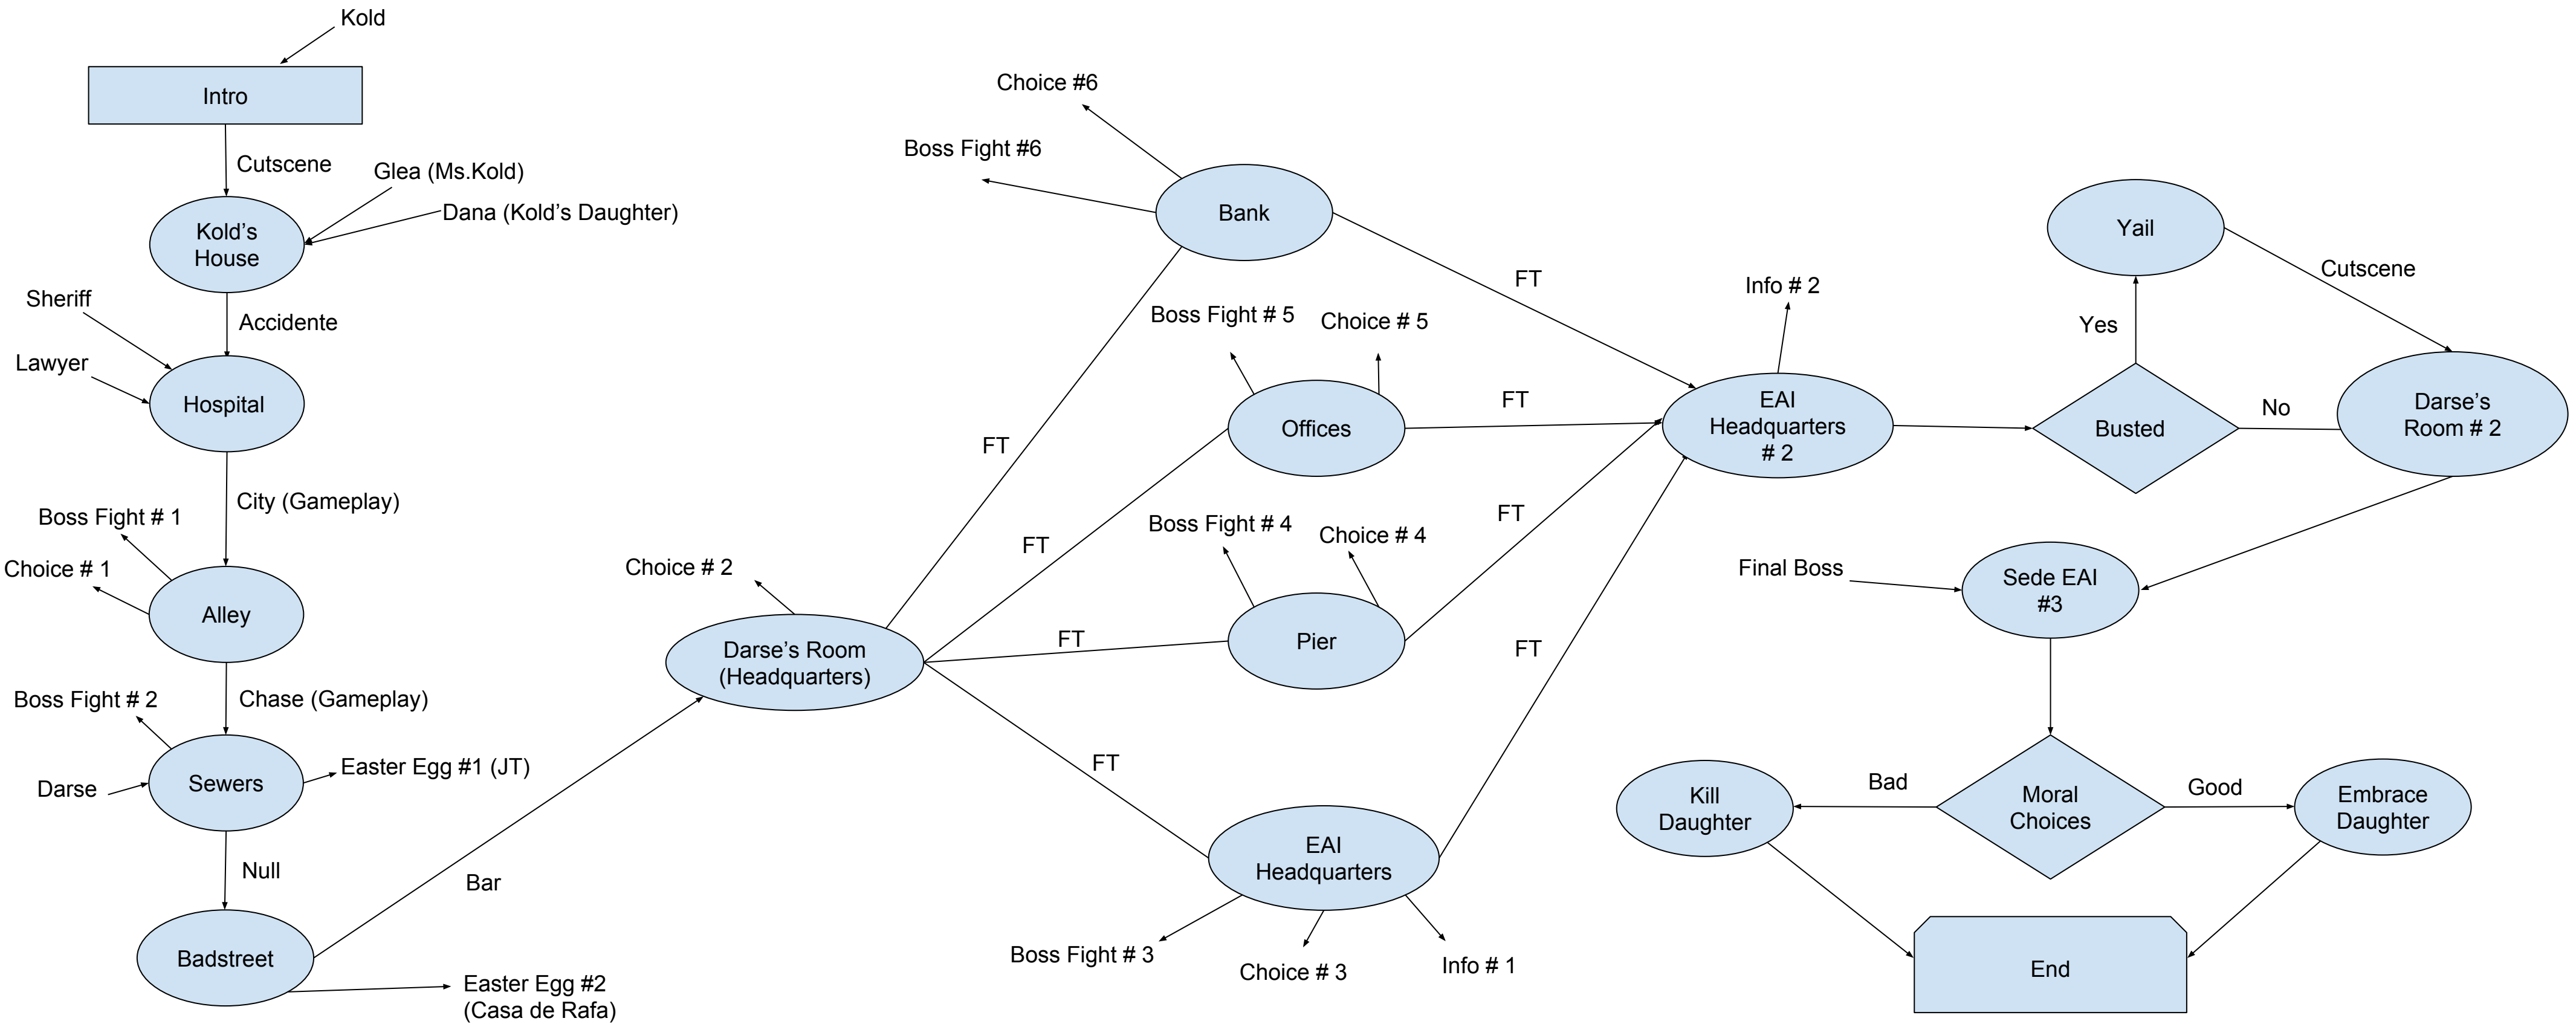 Kold
Intro
Cutscene
Glea (Ms.Kold)
Dana (Kold's Daughter)
Kold's
House
Sheriff
Accidente
Lawyer
Hospital
City (Gameplay)
Boss Fight # 1
Choice # 1
Alley
Chase (Gameplay)
Boss Fight # 2
Easter Egg #1 (JT)
Darse
Sewers
Null
Bar
Badstreet
Easter Egg #2
(Casa de Rafa)
Choice # 2
Darse's Room
(Headquarters)
FT
FT
FT
FT
Choice #6
Boss Fight #6
Bank
FT
Boss Fight # 5
Choice # 5
Offices
FT
Boss Fight # 4
Choice # 4
Pier
FT
FT
EAI
Headquarters
Boss Fight # 3
Choice # 3
Info # 1
Info # 2
EAI
Headquarters
# 2
Yail
Cutscene
Yes
Busted
No
Darse's
Room # 2
Final Boss
Sede EAI
#3
Kill
Daughter
Bad
Moral
Choices
Good
Embrace
Daughter
End